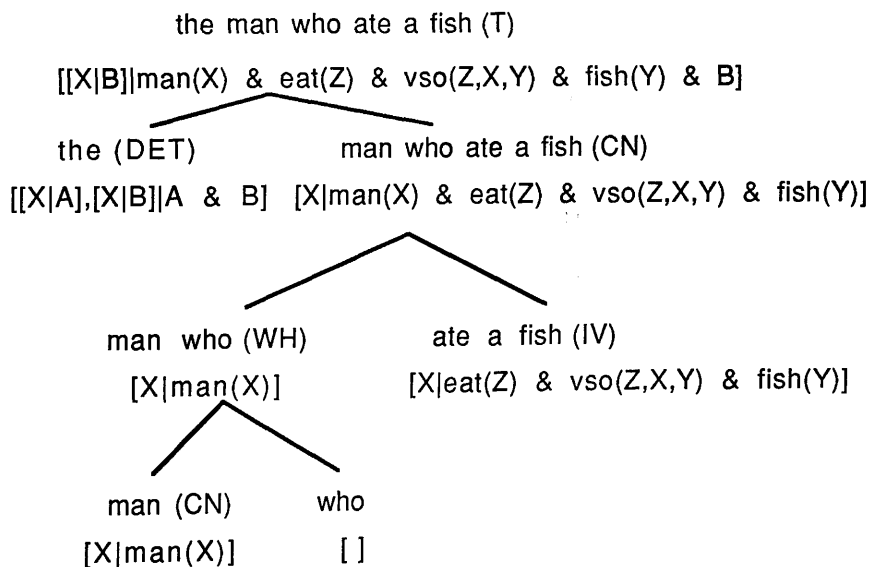 the man who ate a fish (T)
[[X|B]|man(X) & eat(Z) & vso(Z,X,Y) & fish(Y) & B]
the (DET) man who ate a fish (CN)
[[X|A],[X|B]|A & B] [X|man(X) & eat(Z) & vso(Z,X,Y) & fish(Y)]
man who (WH) ate a fish (IV)
[X|man(X)] [X|eat(Z) & vso(Z,X,Y) & fish(Y)]
man (CN) who
[X|man(X)] [ ]